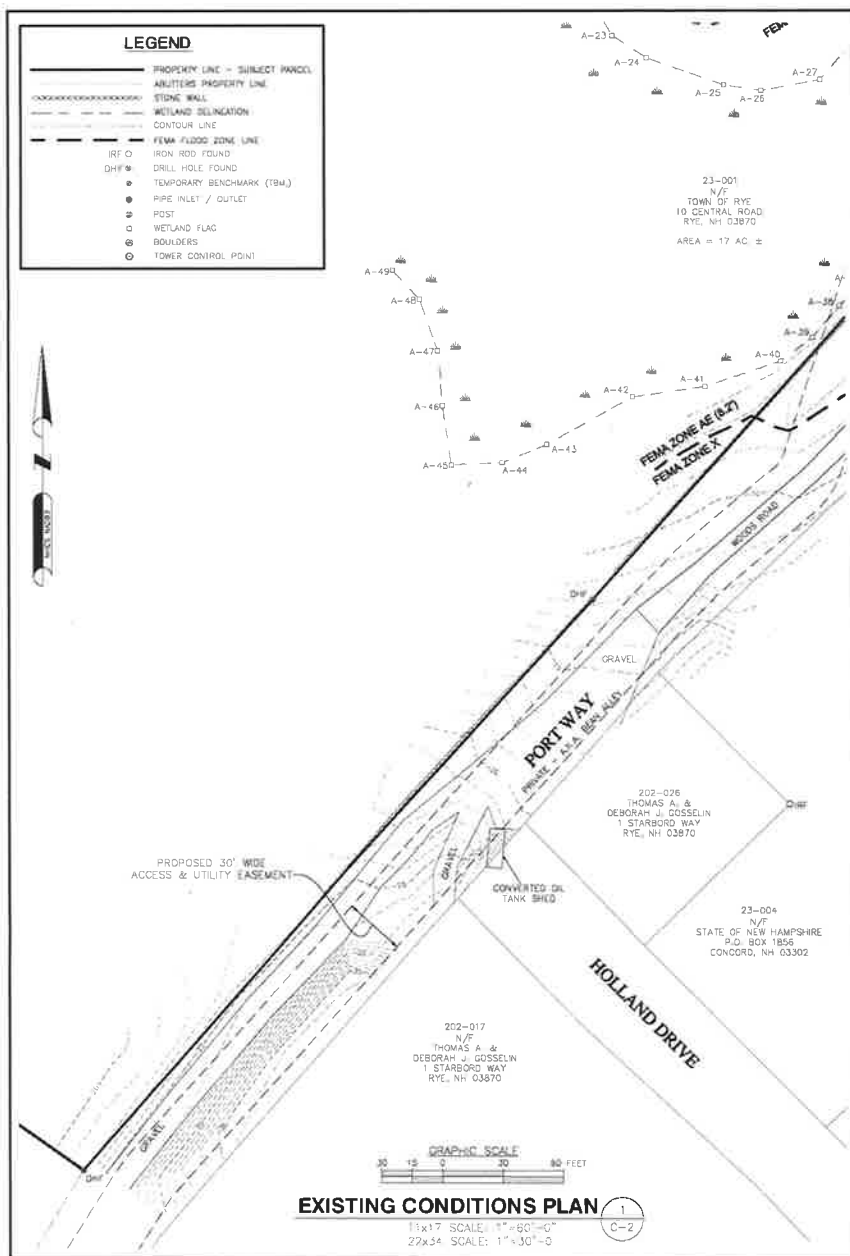 LEGEND
PROPERTY LINE - SUBJECT PARCEL
ABUTTERS PROPERTY LINE
STONE WALL
WETLAND DELINEATION
CONTOUR LINE
FEMA FLOOD ZONE LINE
IRF IRON ROD FOUND
DHF DRILL HOLE FOUND
TEMPORARY BENCHMARK (TBM,)
PIPE INLET / OUTLET
POST
WETLAND FLAG
BOULDERS
TOWER CONTROL POINT
A-23
A-24
A-25
A-26
A-27
FEMA
23-001
N/F
TOWN OF RYE
10 CENTRAL ROAD
RYE, NH 03870
AREA = 17 AC. ±
A-49
A-48
A-47
A-46
A-45
A-44
A-43
A-42
A-41
A-40
A-39
A-38
FEMA ZONE AE (8.2')
FEMA ZONE X
WOODS ROAD
DHF
GRAVEL
PORT WAY
PRIVATE - A.K.A. BEAN ALLEY
202-026
THOMAS A. &
DEBORAH J. GOSSELIN
1 STARBORD WAY
RYE, NH 03870
PROPOSED 30' WIDE
ACCESS & UTILITY EASEMENT
GRAVEL
CONVERTED OIL
TANK SHED
23-004
N/F
STATE OF NEW HAMPSHIRE
P.O. BOX 1856
CONCORD, NH 03302
HOLLAND DRIVE
202-017
N/F
THOMAS A. &
DEBORAH J. GOSSELIN
1 STARBORD WAY
RYE, NH 03870
GRAVEL
DHF
GRAPHIC SCALE
30 15 0 30 60 FEET
EXISTING CONDITIONS PLAN
1
C-2
11x17 SCALE: 1"=60'-0"
22x34 SCALE: 1"=30'-0